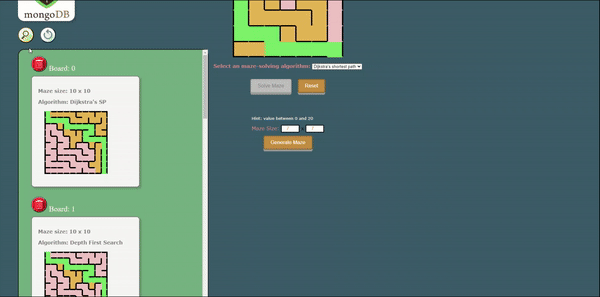 mongoDB
Board: 0
Maze size: 10 x 10
Algorithm: Dijkstra's SP
Board: 1
Maze size: 10 x 10
Algorithm: Depth First Search
Select an maze-solving algorithm: Dijkstra's shortest path
Solve Maze Reset
Hint: value between 0 and 20
Maze Size: 7 x 7
Generate Maze